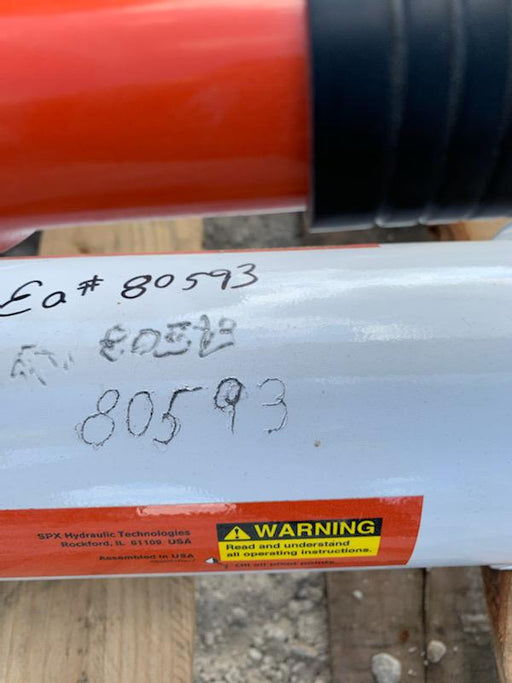 Ea# 80593
80593
SPX Hydraulic Technologies
Rockford, IL 61109 USA
Assembled in USA
WARNING
Read and understand
all operating instructions.